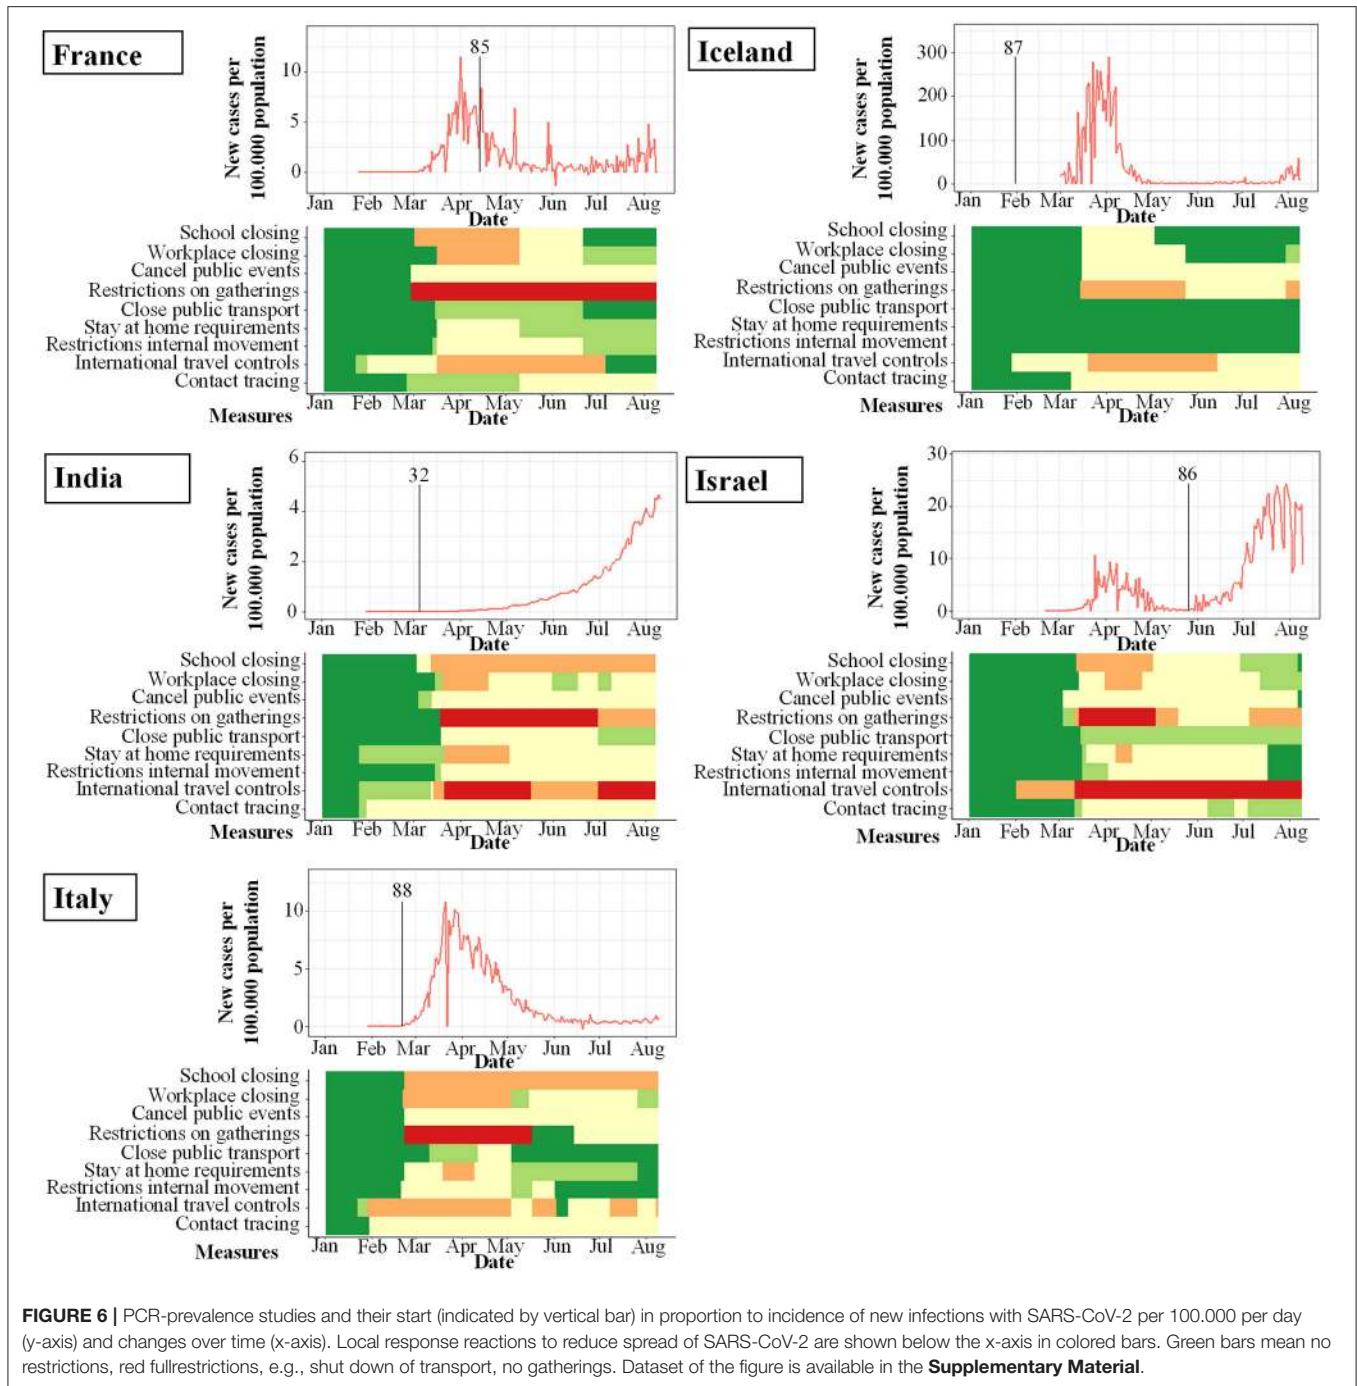 France
New cases per
100.000 population
10
5
0
85
Jan Feb Mar Apr May Jun Jul Aug
Date
School closing
Workplace closing
Cancel public events
Restrictions on gatherings
Close public transport
Stay at home requirements
Restrictions internal movement
International travel controls
Contact tracing
Jan Feb Mar Apr May Jun Jul Aug
Measures
Date
Iceland
New cases per
100.000 population
300
200
100
0
87
Jan Feb Mar Apr May Jun Jul Aug
Date
School closing
Workplace closing
Cancel public events
Restrictions on gatherings
Close public transport
Stay at home requirements
Restrictions internal movement
International travel controls
Contact tracing
Jan Feb Mar Apr May Jun Jul Aug
Measures
Date
India
New cases per
100.000 population
6
4
2
0
32
Jan Feb Mar Apr May Jun Jul Aug
Date
School closing
Workplace closing
Cancel public events
Restrictions on gatherings
Close public transport
Stay at home requirements
Restrictions internal movement
International travel controls
Contact tracing
Jan Feb Mar Apr May Jun Jul Aug
Measures
Date
Israel
New cases per
100.000 population
30
20
10
0
86
Jan Feb Mar Apr May Jun Jul Aug
Date
School closing
Workplace closing
Cancel public events
Restrictions on gatherings
Close public transport
Stay at home requirements
Restrictions internal movement
International travel controls
Contact tracing
Jan Feb Mar Apr May Jun Jul Aug
Measures
Date
Italy
New cases per
100.000 population
10
5
0
88
Jan Feb Mar Apr May Jun Jul Aug
Date
School closing
Workplace closing
Cancel public events
Restrictions on gatherings
Close public transport
Stay at home requirements
Restrictions internal movement
International travel controls
Contact tracing
Jan Feb Mar Apr May Jun Jul Aug
Measures
Date
FIGURE 6 | PCR-prevalence studies and their start (indicated by vertical bar) in proportion to incidence of new infections with SARS-CoV-2 per 100.000 per day
(y-axis) and changes over time (x-axis). Local response reactions to reduce spread of SARS-CoV-2 are shown below the x-axis in colored bars. Green bars mean no
restrictions, red fullrestrictions, e.g., shut down of transport, no gatherings. Dataset of the figure is available in the Supplementary Material.